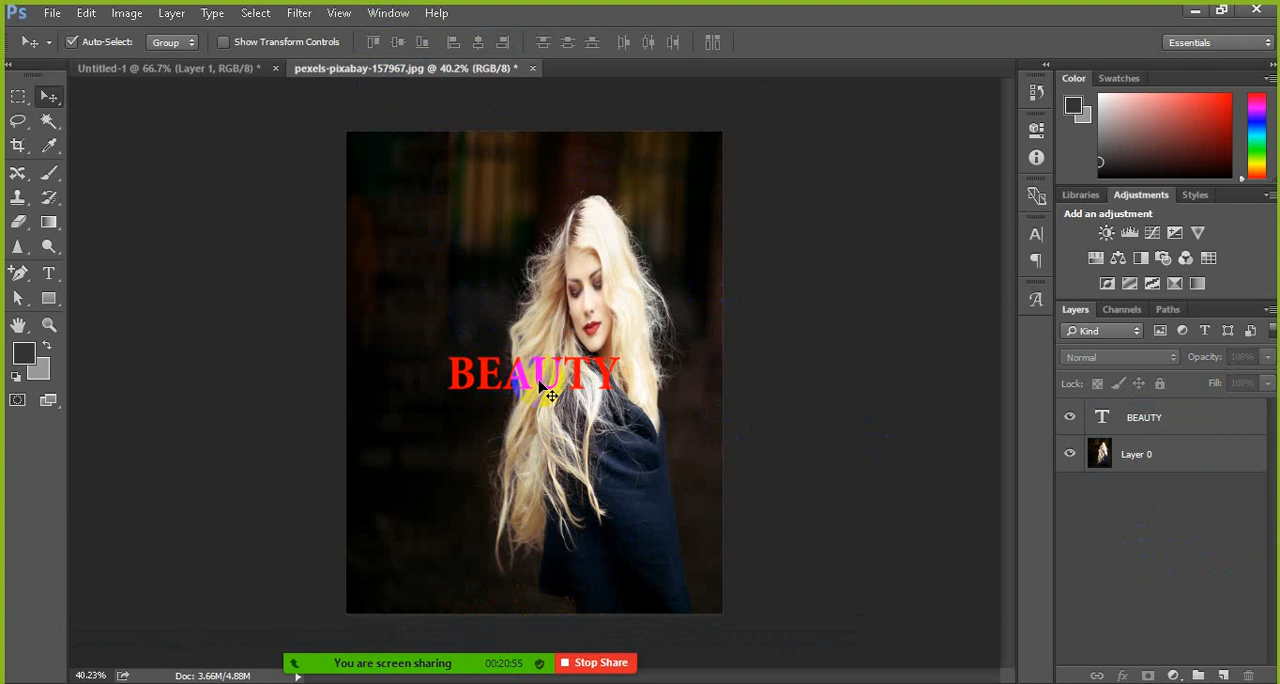 Ps File Edit Image Layer Type Select Filter View Window Help
Auto-Select: Group Show Transform Controls Essentials
Untitled-1 @ 66.7% (Layer 1, RGB/8) * × pexels-pixabay-157967.jpg @ 40.2% (RGB/8) * ×
Color Swatches
Libraries Adjustments Styles
Add an adjustment
Layers Channels Paths
Kind
Normal Opacity: 100%
Lock: Fill: 100%
BEAUTY
T BEAUTY
Layer 0
You are screen sharing 00:20:55 Stop Share
40.23% Doc: 3.66M/4.88M